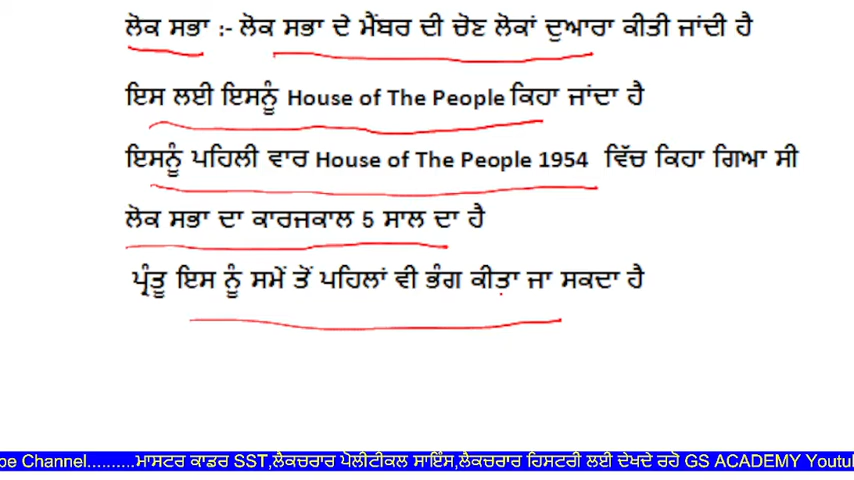 ਲੋਕ ਸਭਾ :- ਲੋਕ ਸਭਾ ਦੇ ਮੈਂਬਰ ਦੀ ਚੋਣ ਲੋਕਾਂ ਦੁਆਰਾ ਕੀਤੀ ਜਾਂਦੀ ਹੈ
ਇਸ ਲਈ ਇਸਨੂੰ House of The People ਕਿਹਾ ਜਾਂਦਾ ਹੈ
ਇਸਨੂੰ ਪਹਿਲੀ ਵਾਰ House of The People 1954 ਵਿੱਚ ਕਿਹਾ ਗਿਆ ਸੀ
ਲੋਕ ਸਭਾ ਦਾ ਕਾਰਜਕਾਲ 5 ਸਾਲ ਦਾ ਹੈ
ਪ੍ਰੰਤੂ ਇਸ ਨੂੰ ਸਮੇਂ ਤੋਂ ਪਹਿਲਾਂ ਵੀ ਭੰਗ ਕੀਤਾ ਜਾ ਸਕਦਾ ਹੈ
be Channel..........ਮਾਸਟਰ ਕਾਡਰ SST,ਲੈਕਚਰਾਰ ਪੋਲੀਟੀਕਲ ਸਾਇੰਸ,ਲੈਕਚਰਾਰ ਹਿਸਟਰੀ ਲਈ ਦੇਖਦੇ ਰਹੋ GS ACADEMY Youtu